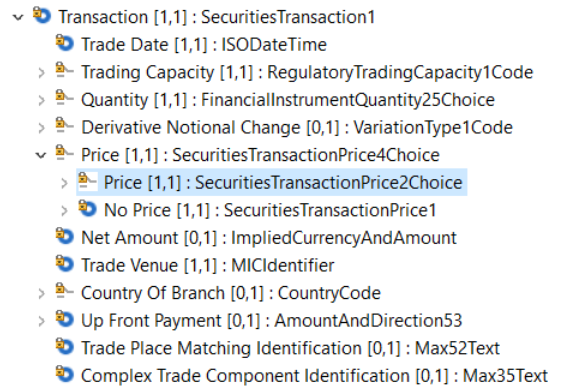 Transaction [1,1] : SecuritiesTransaction1
Trade Date [1,1] : ISODateTime
Trading Capacity [1,1] : RegulatoryTradingCapacity1Code
Quantity [1,1] : FinancialInstrumentQuantity25Choice
Derivative Notional Change [0,1] : VariationType1Code
Price [1,1] : SecuritiesTransactionPrice4Choice
Price [1,1] : SecuritiesTransactionPrice2Choice
No Price [1,1] : SecuritiesTransactionPrice1
Net Amount [0,1] : ImpliedCurrencyAndAmount
Trade Venue [1,1] : MICIdentifier
Country Of Branch [0,1] : CountryCode
Up Front Payment [0,1] : AmountAndDirection53
Trade Place Matching Identification [0,1] : Max52Text
Complex Trade Component Identification [0,1] : Max35Text